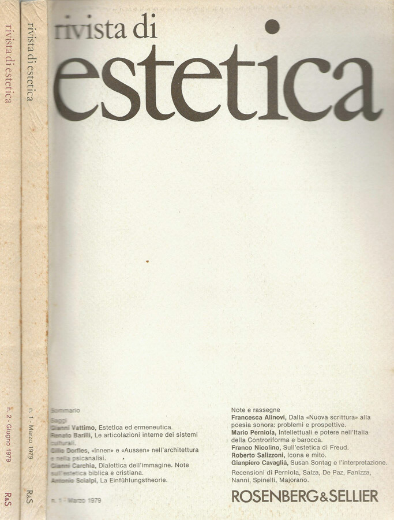 rivista di estetica
n. 2 - Giugno 1979
R&S
rivista di estetica
n. 1 - Marzo 1979
R&S
rivista di
estetica
Sommario
Saggi
Gianni Vattimo, Estetica ed ermeneutica.
Renato Barilli, Le articolazioni interne dei sistemi
culturali.
Gillo Dorfles, «Innen» e «Aussen» nell'architettura
e nella psicanalisi.
Gianni Carchia, Dialettica dell'immagine. Note
sull'estetica biblica e cristiana.
Antonio Scialpi, La Einfühlungstheorie.
n. 1 - Marzo 1979
Note e rassegne
Francesca Alinovi, Dalla «Nuova scrittura» alla
poesia sonora: problemi e prospettive.
Mario Perniola, Intellettuali e potere nell'Italia
della Controriforma e barocca.
Franco Nicolino, Sull'estetica di Freud.
Roberto Salizzoni, Icona e mito.
Gianpiero Cavaglià, Susan Sontag e l'interpretazione.
Recensioni di Perniola, Salza, De Paz, Fanizza,
Nanni, Spinelli, Majorano.
ROSENBERG&SELLIER